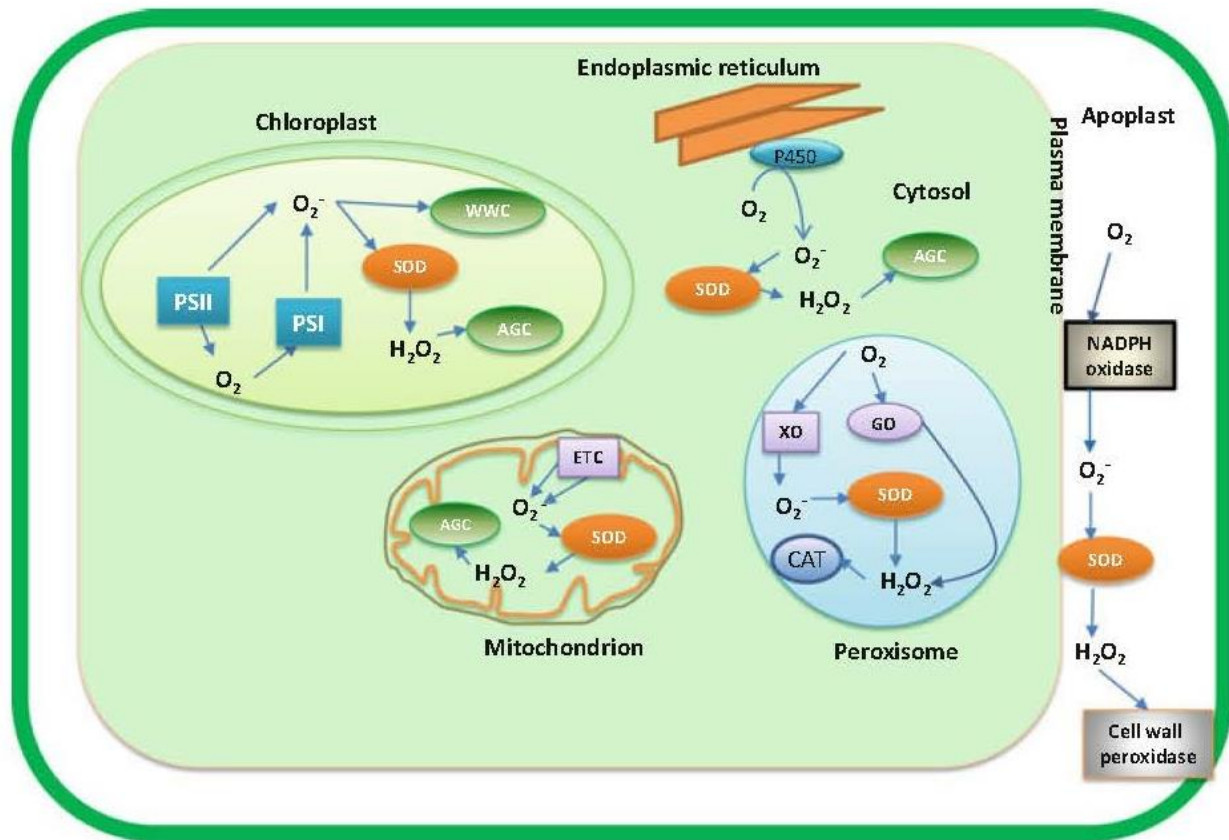 Endoplasmic reticulum
Chloroplast
P450
Plasma membrane
Apoplast
O₂⁻
WWC
O₂
Cytosol
SOD
O₂⁻
AGC
O₂
PSII
PSI
SOD
H₂O₂
AGC
H₂O₂
O₂
NADPH
oxidase
O₂
XO
GO
ETC
O₂⁻
O₂⁻
SOD
O₂⁻
AGC
SOD
CAT
H₂O₂
SOD
H₂O₂
Mitochondrion
Peroxisome
H₂O₂
Cell wall
peroxidase